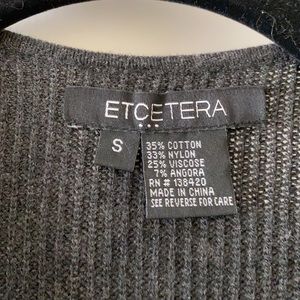 ETCETERA
S
35% COTTON
33% NYLON
25% VISCOSE
7% ANGORA
RN # 138420
MADE IN CHINA
SEE REVERSE FOR CARE